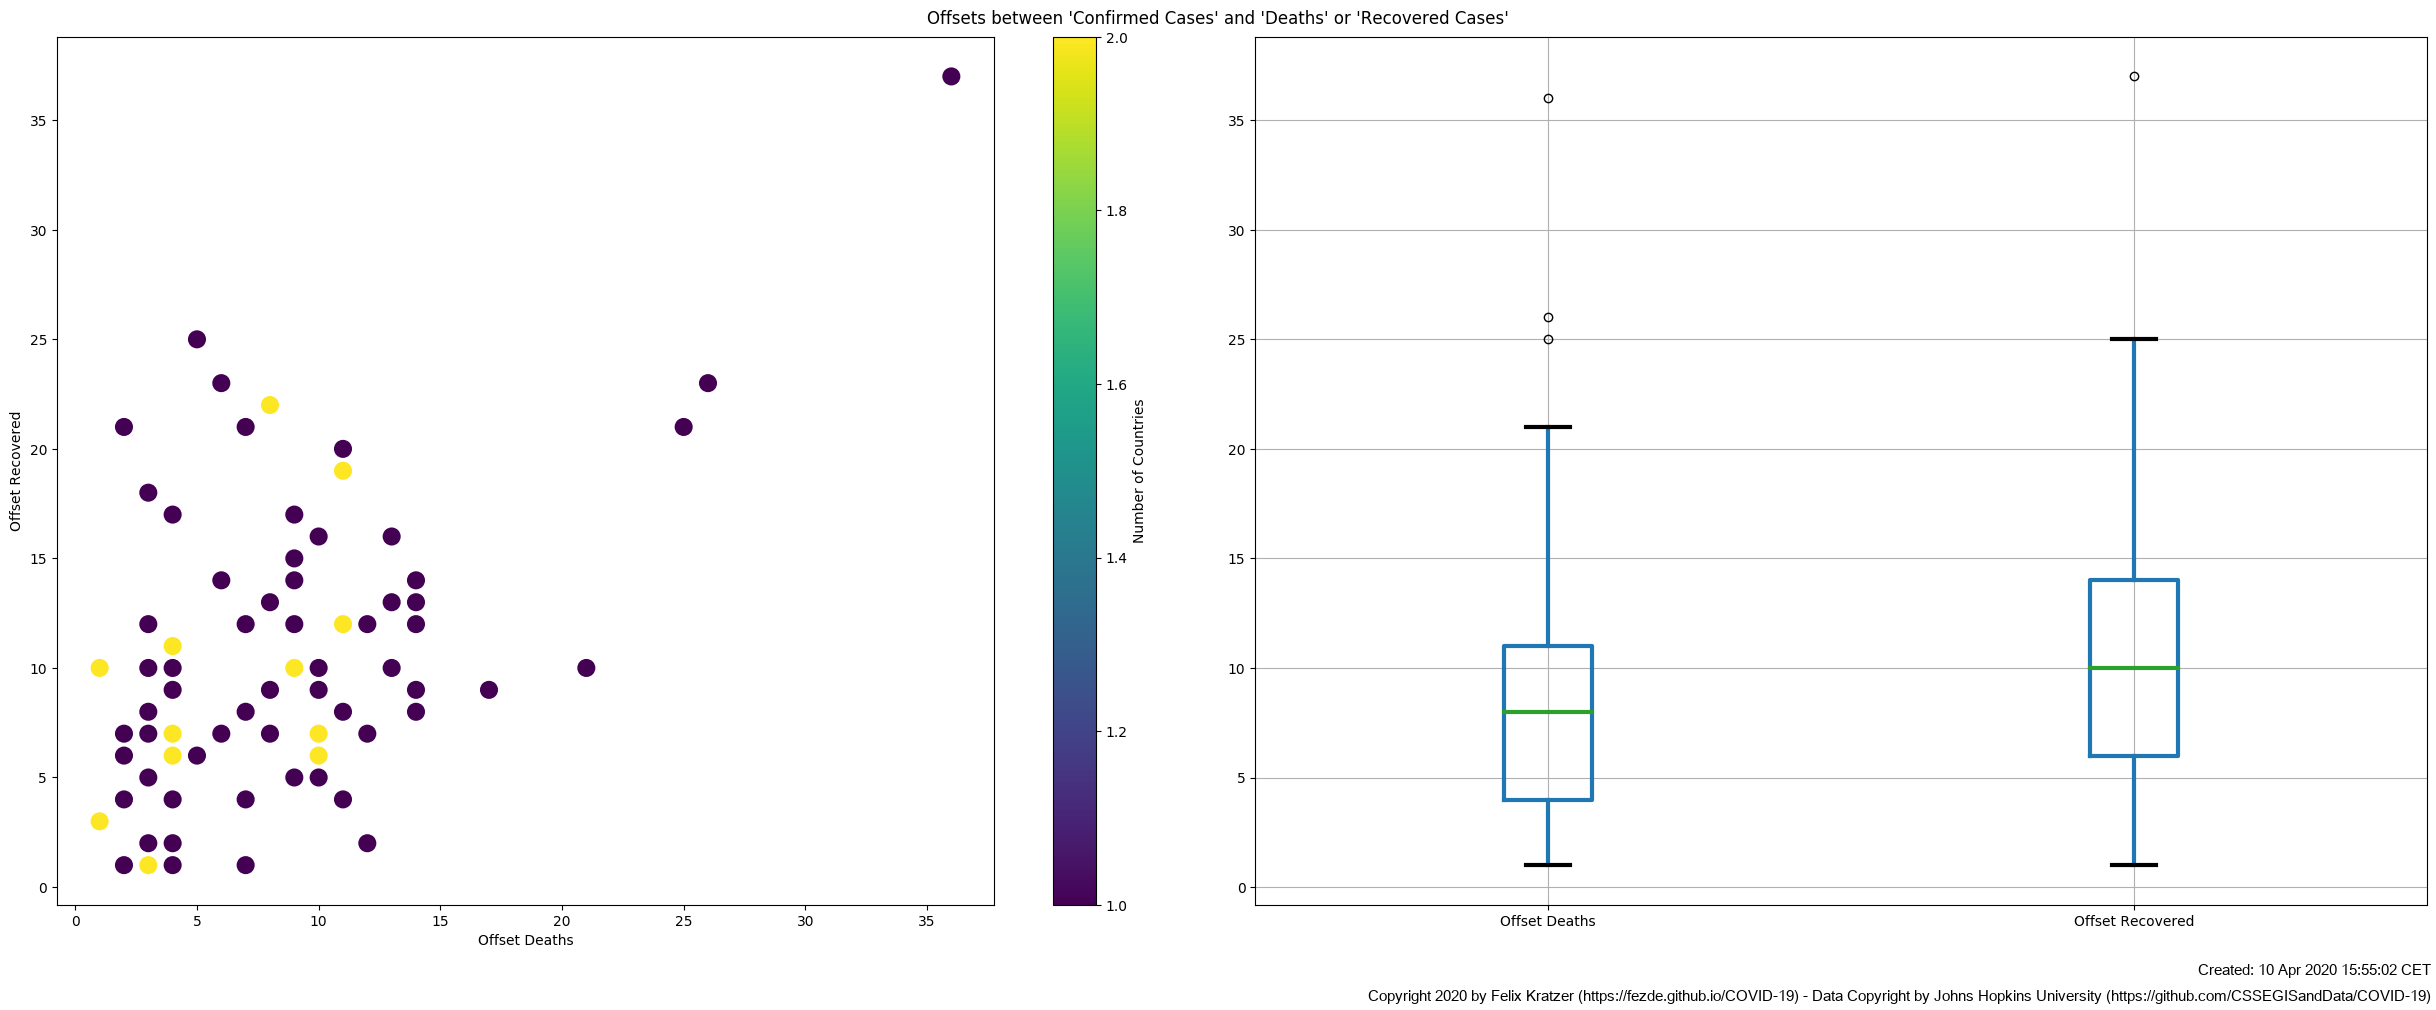 Offsets between 'Confirmed Cases' and 'Deaths' or 'Recovered Cases'
35
30
25
20
15
10
5
0
Offset Recovered
0 5 10 15 20 25 30 35
Offset Deaths
2.0
1.8
1.6
1.4
1.2
1.0
Number of Countries
35
30
25
20
15
10
5
0
Offset Deaths Offset Recovered
Created: 10 Apr 2020 15:55:02 CET
Copyright 2020 by Felix Kratzer (https://fezde.github.io/COVID-19) - Data Copyright by Johns Hopkins University (https://github.com/CSSEGISandData/COVID-19)